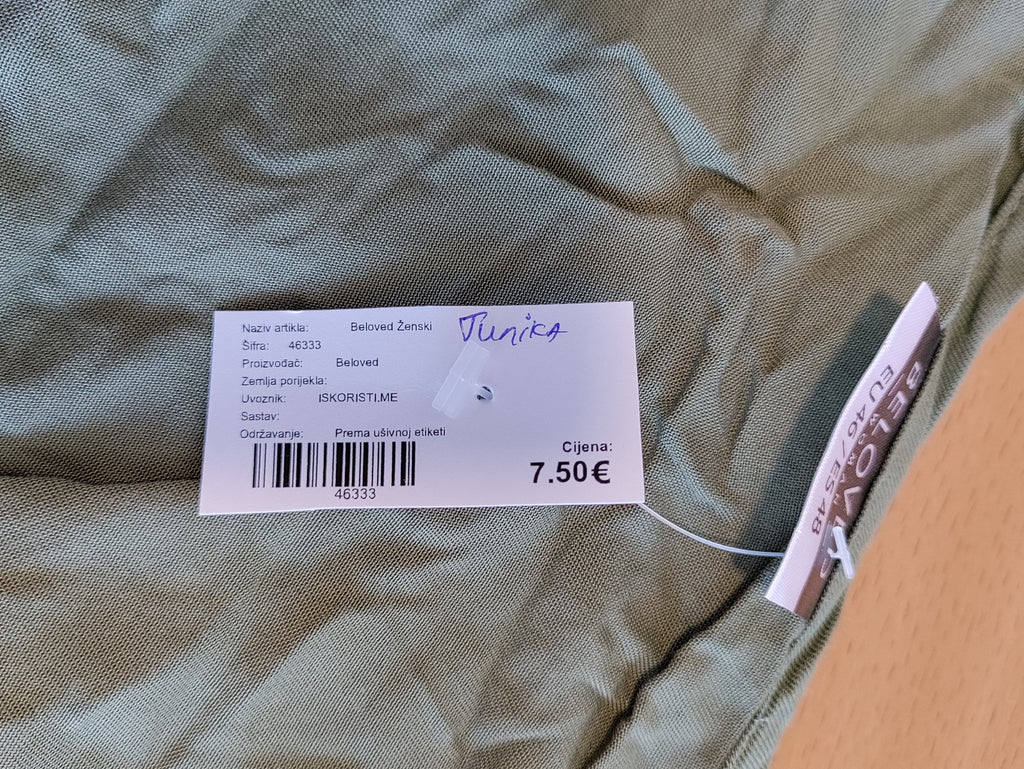 Naziv artikla: Beloved Ženski Tunika
Šifra: 46333
Proizvođač: Beloved
Zemlja porijekla:
Uvoznik: ISKORISTI.ME
Sastav:
Održavanje: Prema ušivnoj etiketi
46333
Cijena:
7.50€
BELOVED
WOMAN
EU 46 / ES 48